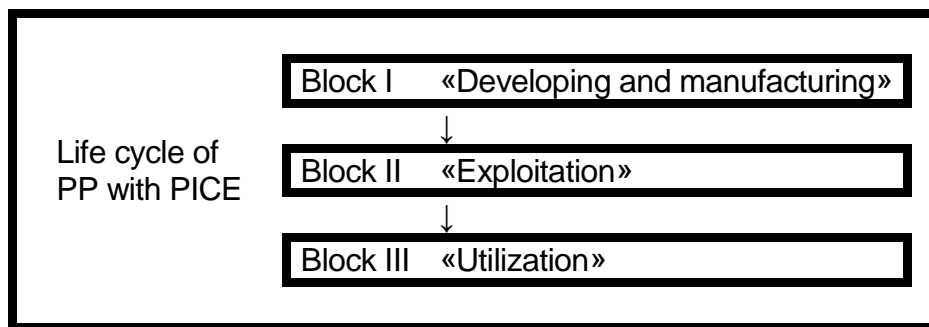 Life cycle of
PP with PICE
Block I «Developing and manufacturing»
↓
Block II «Exploitation»
↓
Block III «Utilization»